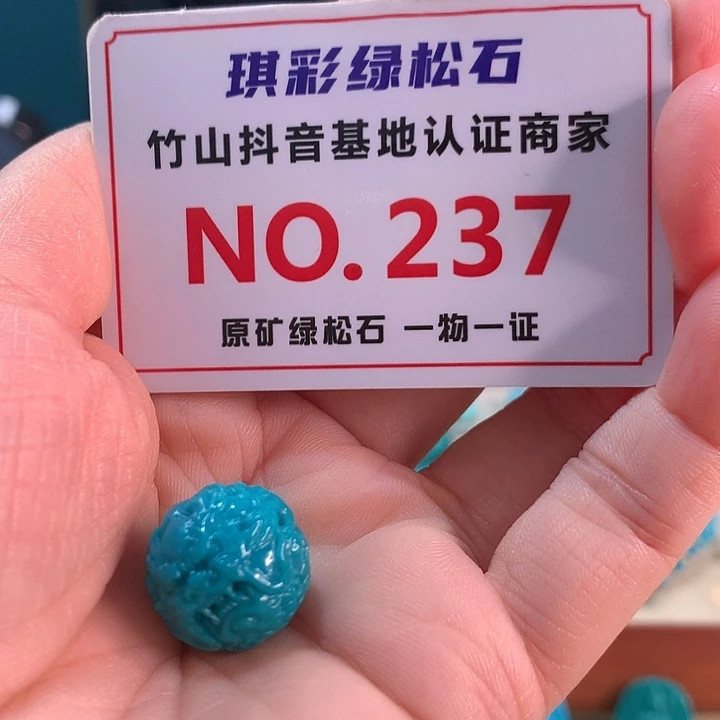 琪彩绿松石
竹山抖音基地认证商家
NO.237
原矿绿松石 一物一证